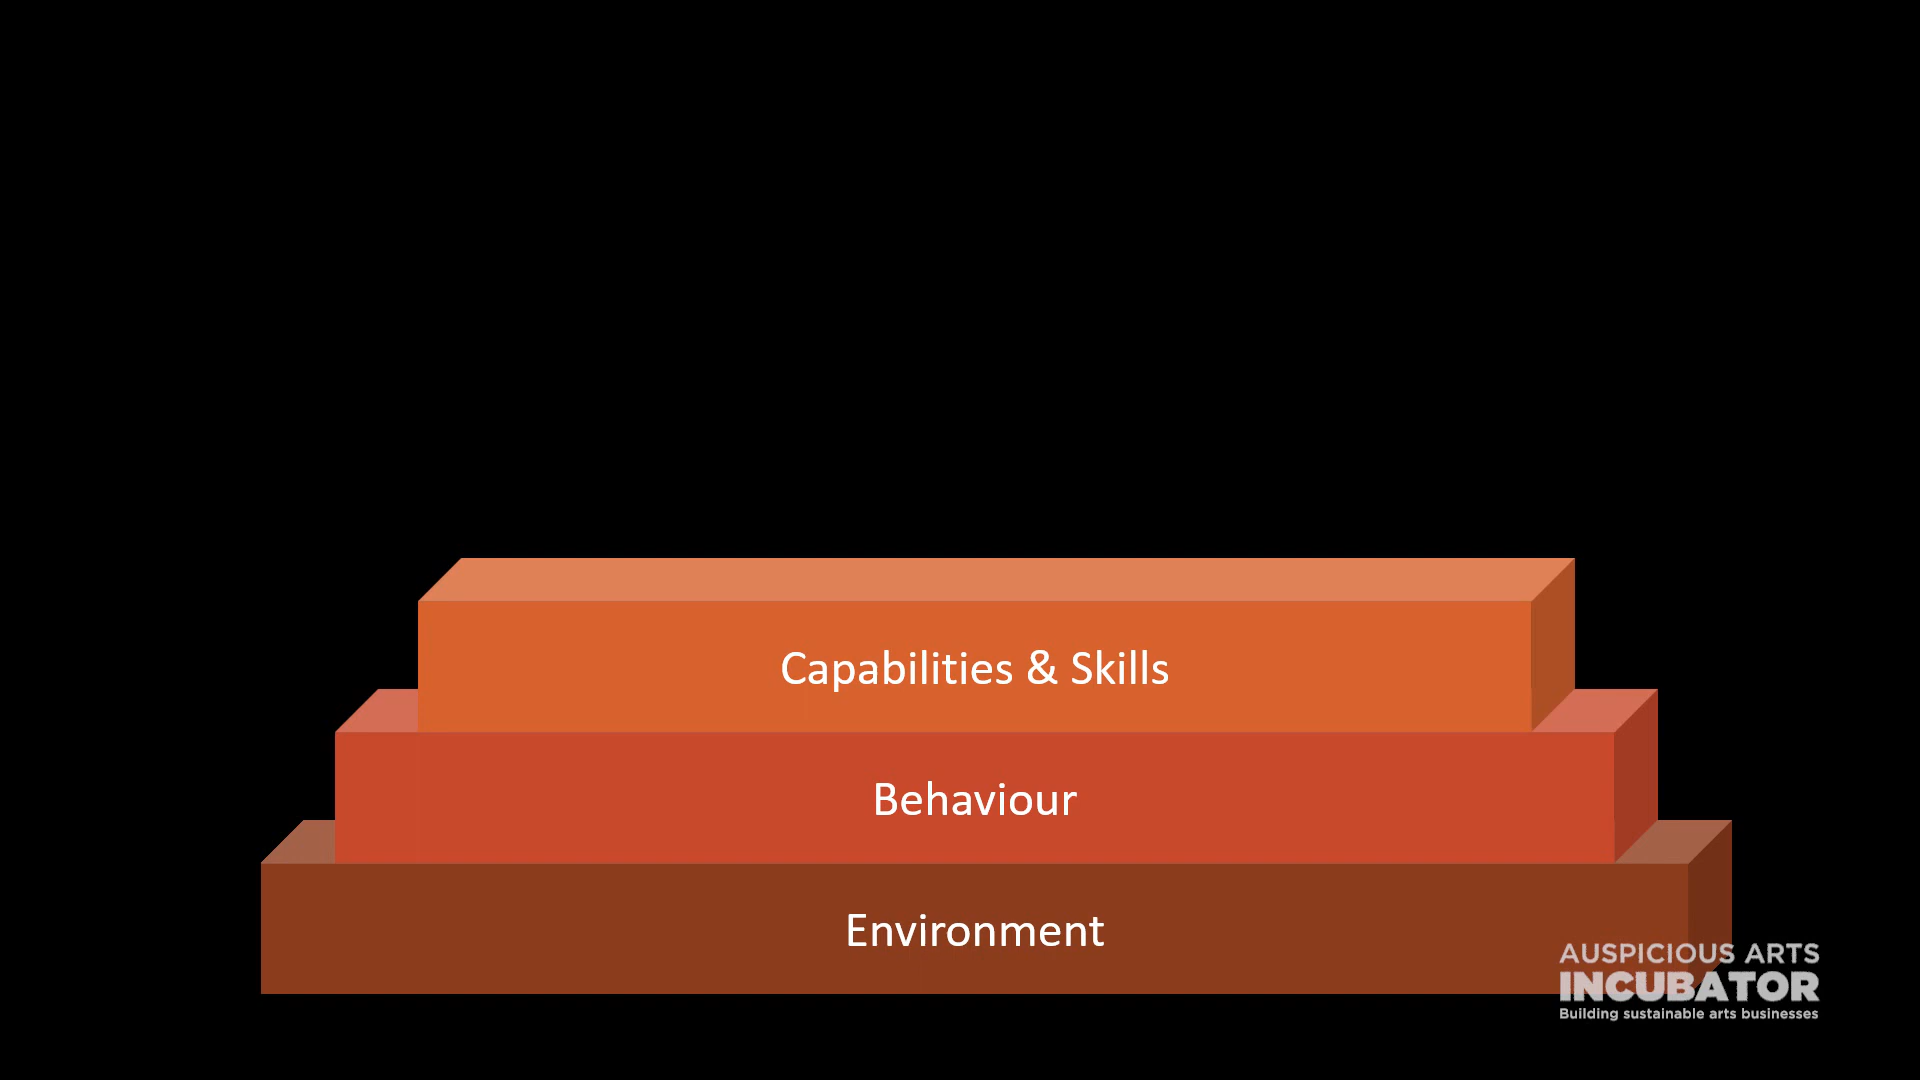 Capabilities & Skills
Behaviour
Environment
AUSPICIOUS ARTS
INCUBATOR
Building sustainable arts businesses